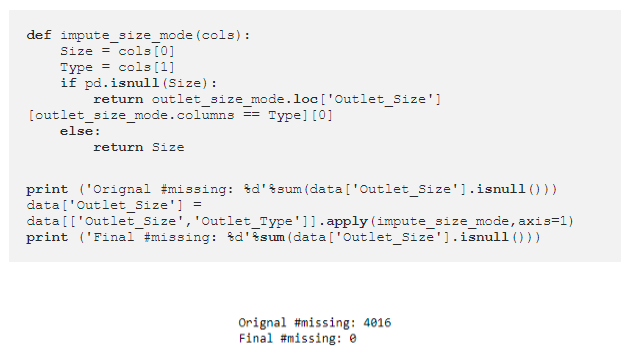 def impute_size_mode(cols):
    Size = cols[0]
    Type = cols[1]
    if pd.isnull(Size):
        return outlet_size_mode.loc['Outlet_Size']
[outlet_size_mode.columns == Type][0]
    else:
        return Size
print ('Orignal #missing: %d'%sum(data['Outlet_Size'].isnull()))
data['Outlet_Size'] =
data[['Outlet_Size','Outlet_Type']].apply(impute_size_mode,axis=1)
print ('Final #missing: %d'%sum(data['Outlet_Size'].isnull()))
Orignal #missing: 4016
Final #missing: 0